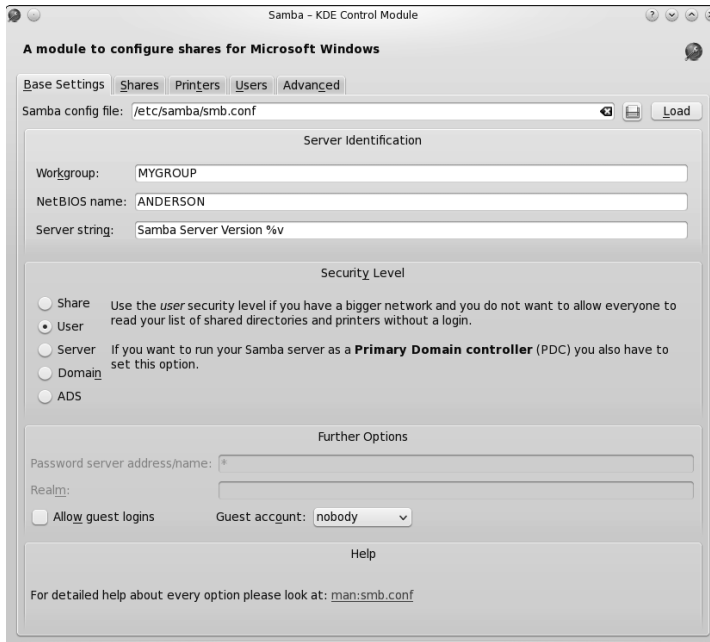 Samba – KDE Control Module
A module to configure shares for Microsoft Windows
Base Settings Shares Printers Users Advanced
Samba config file: /etc/samba/smb.conf Load
Server Identification
Workgroup: MYGROUP
NetBIOS name: ANDERSON
Server string: Samba Server Version %v
Security Level
Share
User
Server
Domain
ADS
Use the user security level if you have a bigger network and you do not want to allow everyone to
read your list of shared directories and printers without a login.
If you want to run your Samba server as a Primary Domain controller (PDC) you also have to
set this option.
Further Options
Password server address/name: *
Realm:
Allow guest logins Guest account: nobody
Help
For detailed help about every option please look at: man:smb.conf